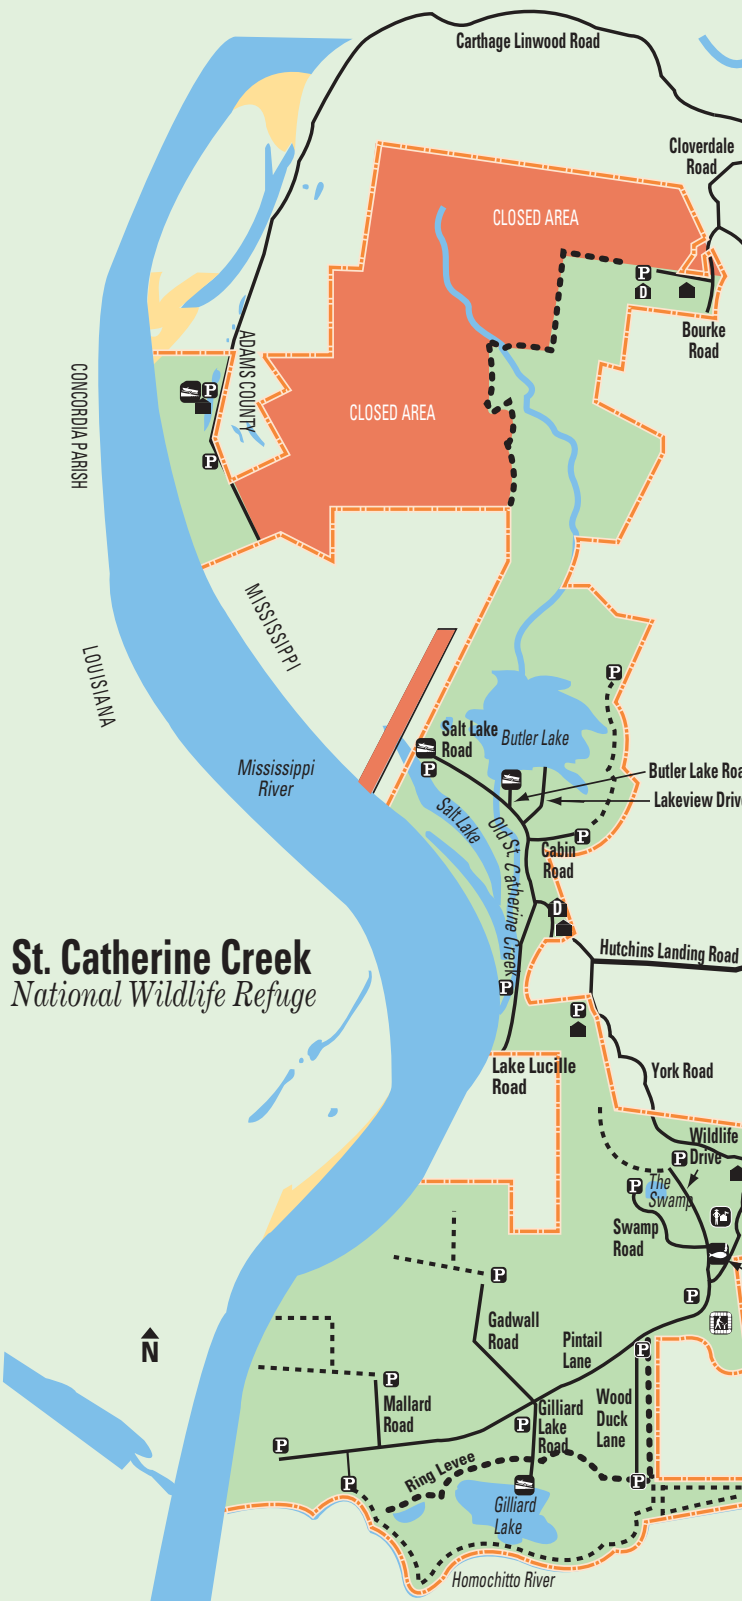 Carthage Linwood Road
Cloverdale
Road
CLOSED AREA
P
D
Bourke
Road
ADAMS COUNTY
CONCORDIA PARISH
P
CLOSED AREA
P
MISSISSIPPI
LOUISIANA
P
Salt Lake
Road
Butler Lake
Mississippi
River
P
Butler Lake Roa
Lakeview Drive
Salt Lake
Old St. Catherine Creek
P
Cabin
Road
D
St. Catherine Creek
National Wildlife Refuge
Hutchins Landing Road
P
P
Lake Lucille
Road
York Road
Wildlife
Drive
P
P
The
Swamp
Swamp
Road
P
P
Gadwall
Road
Pintail
Lane
P
N
P
Mallard
Road
Gilliard
Lake
Road
P
Wood
Duck
Lane
P
Ring Levee
P
P
Gilliard
Lake
Homochitto River